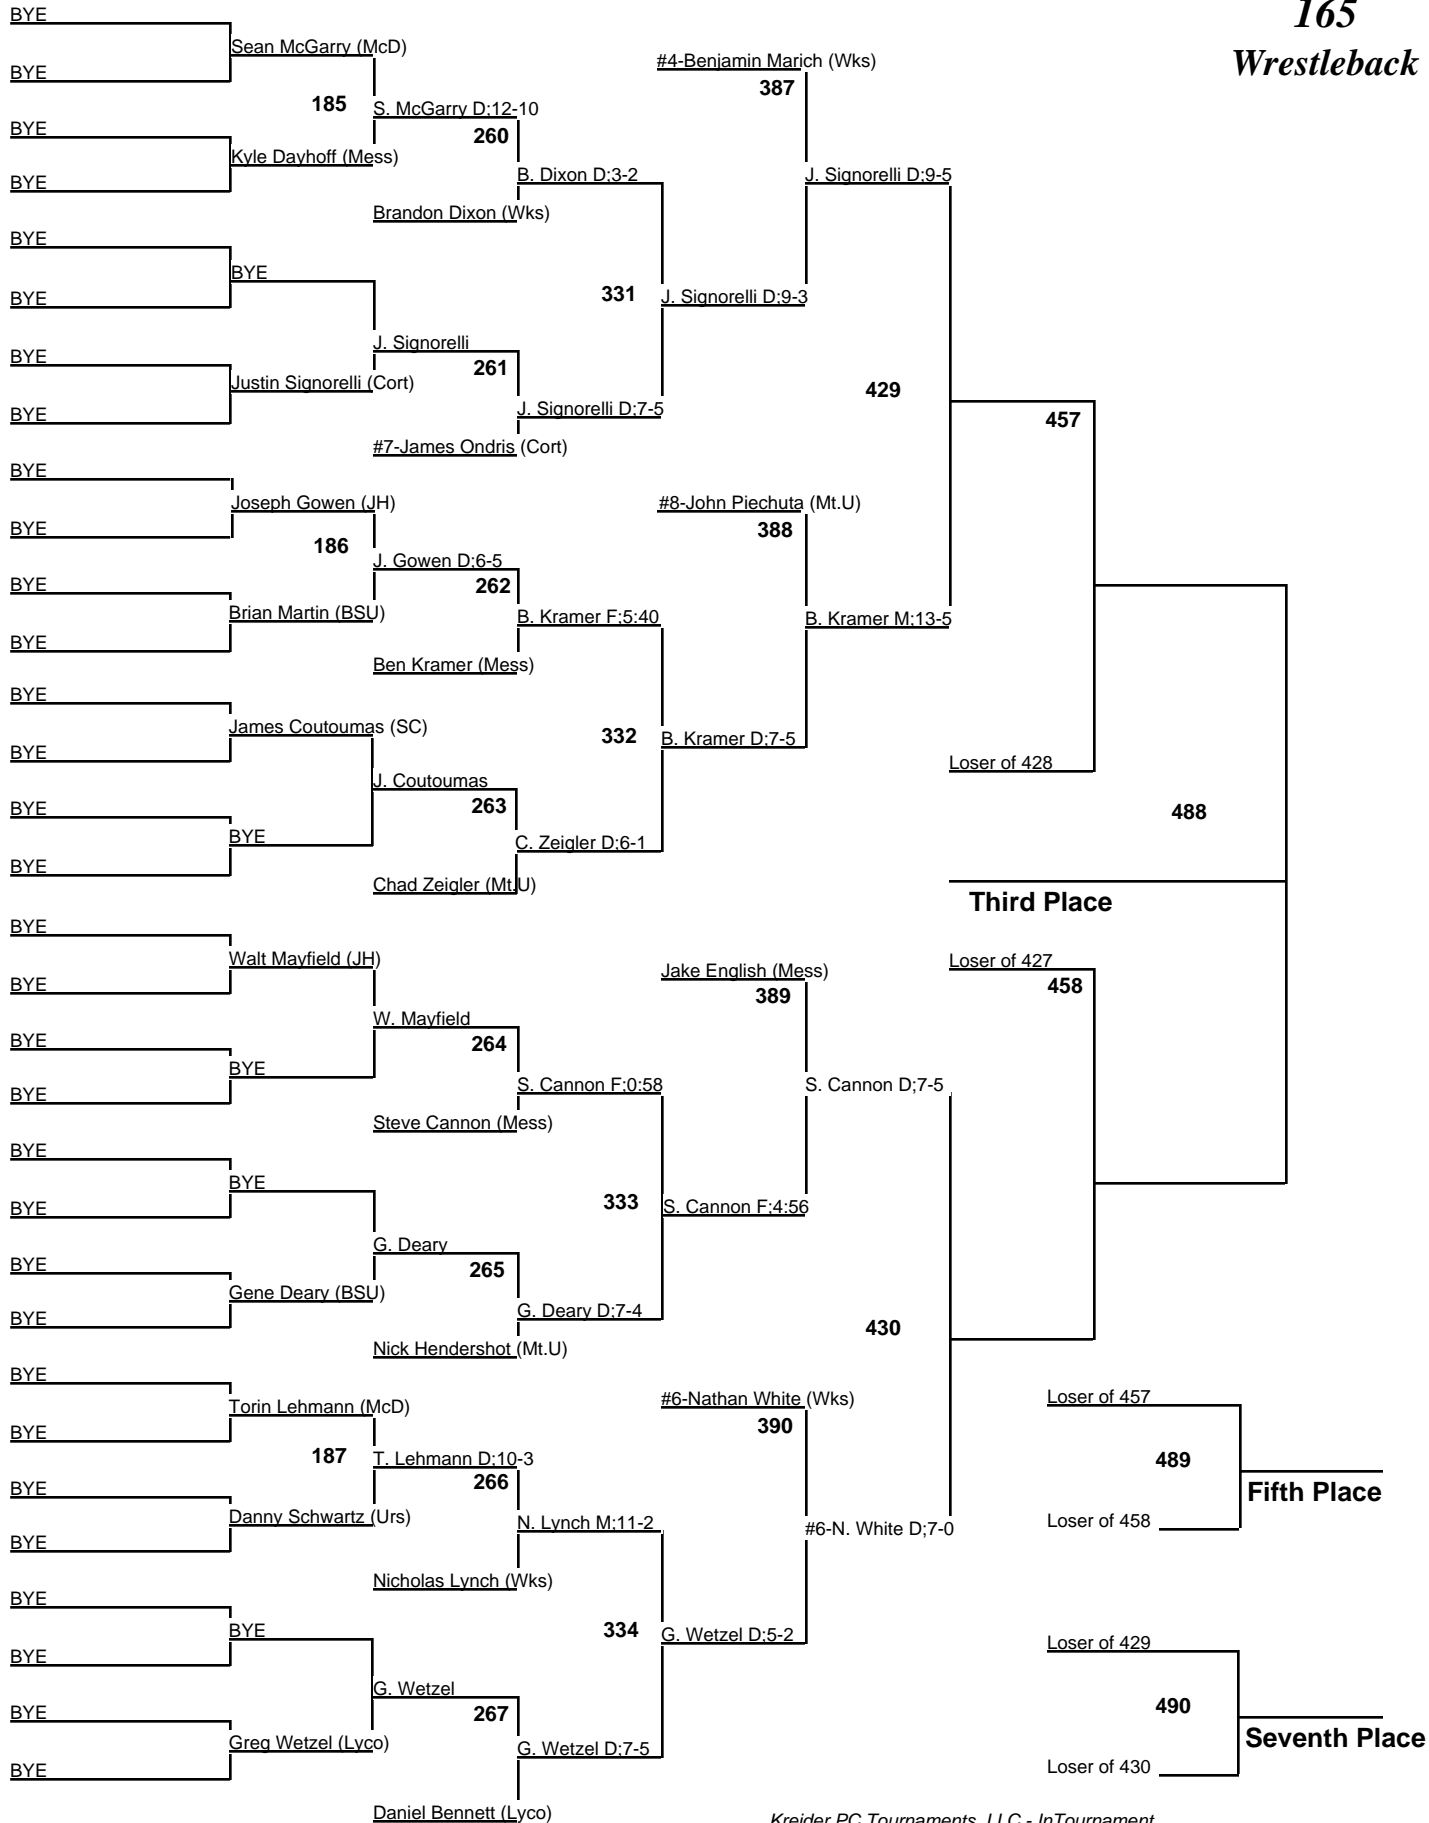 165
Wrestleback
BYE
Sean McGarry (McD)
#4-Benjamin Marich (Wks)
BYE
387
185
S. McGarry D;12-10
BYE
260
Kyle Dayhoff (Mess)
BYE
B. Dixon D;3-2
J. Signorelli D;9-5
Brandon Dixon (Wks)
BYE
BYE
BYE
331
J. Signorelli D;9-3
J. Signorelli
BYE
261
Justin Signorelli (Cort)
429
BYE
J. Signorelli D;7-5
457
#7-James Ondris (Cort)
BYE
Joseph Gowen (JH)
#8-John Piechuta (Mt.U)
BYE
388
186
J. Gowen D;6-5
BYE
262
Brian Martin (BSU)
B. Kramer F;5:40
B. Kramer M;13-5
BYE
Ben Kramer (Mess)
BYE
James Coutoumas (SC)
332
B. Kramer D;7-5
BYE
Loser of 428
J. Coutoumas
BYE
263
488
BYE
C. Zeigler D;6-1
BYE
Chad Zeigler (Mt.U)
Third Place
BYE
Walt Mayfield (JH)
Jake English (Mess)
Loser of 427
BYE
389
458
W. Mayfield
BYE
264
BYE
S. Cannon F;0:58
S. Cannon D;7-5
BYE
Steve Cannon (Mess)
BYE
BYE
333
S. Cannon F;4:56
BYE
G. Deary
BYE
265
Gene Deary (BSU)
G. Deary D;7-4
BYE
430
Nick Hendershot (Mt.U)
BYE
Torin Lehmann (McD)
#6-Nathan White (Wks)
Loser of 457
BYE
390
187
T. Lehmann D;10-3
489
266
BYE
Fifth Place
Danny Schwartz (Urs)
N. Lynch M;11-2
#6-N. White D;7-0
Loser of 458
BYE
Nicholas Lynch (Wks)
BYE
BYE
334
G. Wetzel D;5-2
Loser of 429
BYE
G. Wetzel
490
BYE
267
Greg Wetzel (Lyco)
G. Wetzel D;7-5
Seventh Place
BYE
Loser of 430
Daniel Bennett (Lyco)
Kreider PC Tournaments, LLC - InTournament